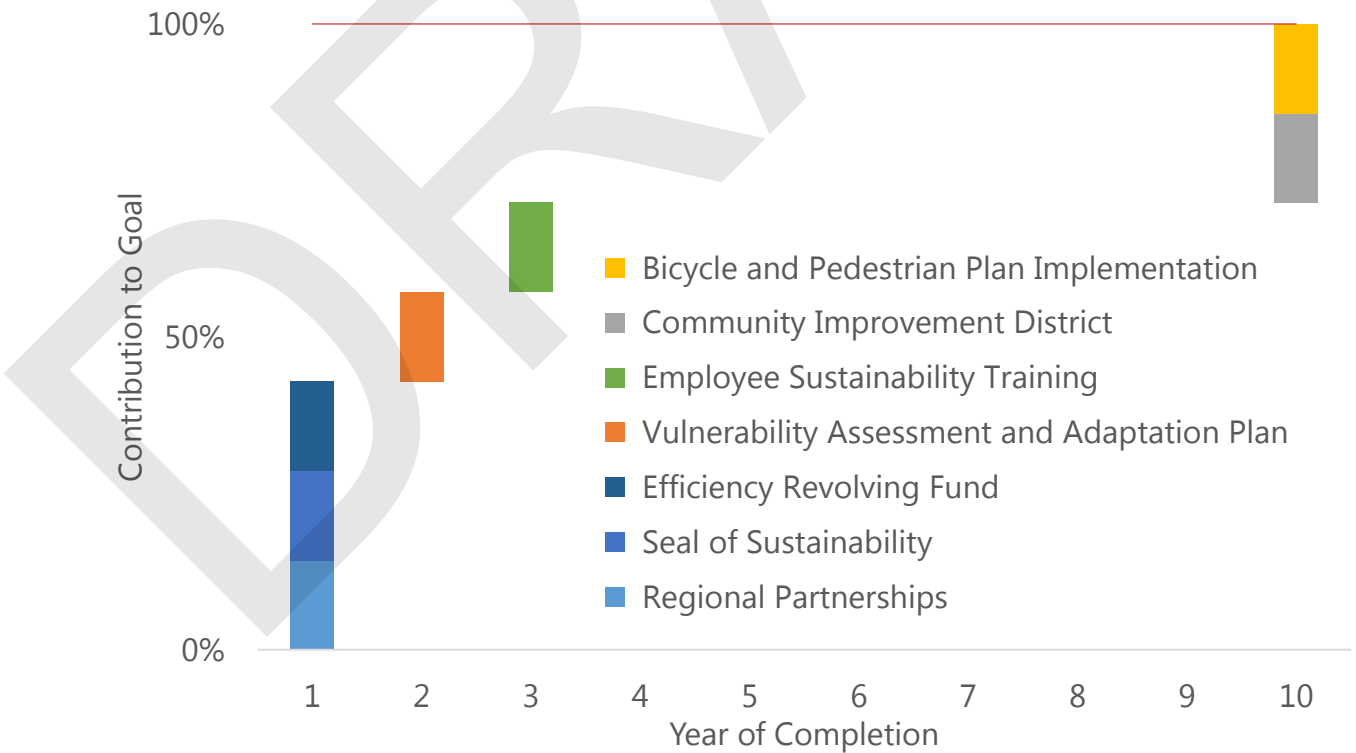 100%
50%
0%
Contribution to Goal
Bicycle and Pedestrian Plan Implementation
Community Improvement District
Employee Sustainability Training
Vulnerability Assessment and Adaptation Plan
Efficiency Revolving Fund
Seal of Sustainability
Regional Partnerships
1 2 3 4 5 6 7 8 9 10
Year of Completion